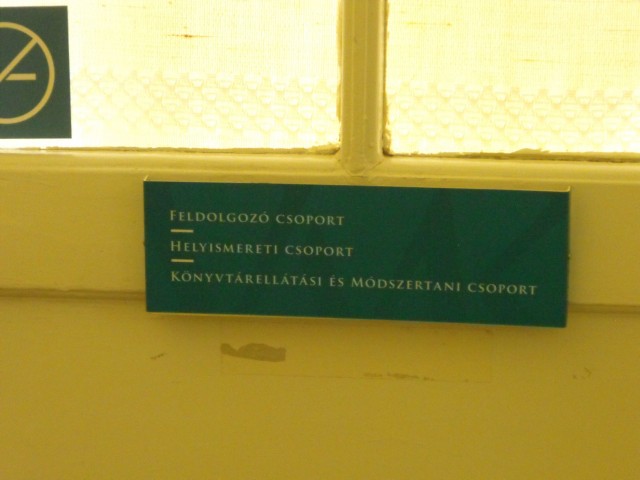 Feldolgozó csoport
Helyismereti csoport
Könyvtárellátási és Módszertani csoport